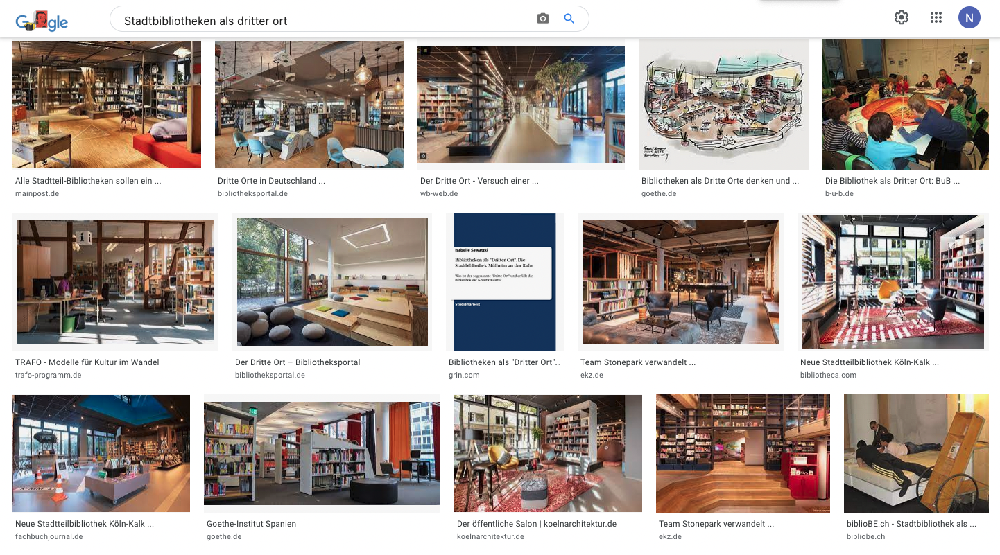 Google
Stadtbibliotheken als dritter ort
N
Alle Stadtteil-Bibliotheken sollen ein ...
mainpost.de
Dritte Orte in Deutschland ...
bibliotheksportal.de
Der Dritte Ort - Versuch einer ...
wb-web.de
Bibliotheken als Dritte Orte denken und ...
goethe.de
Die Bibliothek als Dritter Ort: BuB ...
b-u-b.de
i
Isabelle Sawatzki
Bibliotheken als "Dritter Ort". Die
Stadtbibliothek Mülheim an der Ruhr
Was ist der sogenannte "Dritte Ort" und erfüllt die
Bibliothek die Kriterien dazu?
Studienarbeit
TRAFO - Modelle für Kultur im Wandel
trafo-programm.de
Der Dritte Ort – Bibliotheksportal
bibliotheksportal.de
Bibliotheken als "Dritter Ort"...
grin.com
Team Stonepark verwandelt ...
ekz.de
Neue Stadtteilbibliothek Köln-Kalk ...
bibliotheca.com
Neue Stadtteilbibliothek Köln-Kalk ...
fachbuchjournal.de
Goethe-Institut Spanien
goethe.de
Der öffentliche Salon | koelnarchitektur.de
koelnarchitektur.de
Team Stonepark verwandelt ...
ekz.de
biblioBE.ch - Stadtbibliothek als ...
bibliobe.ch